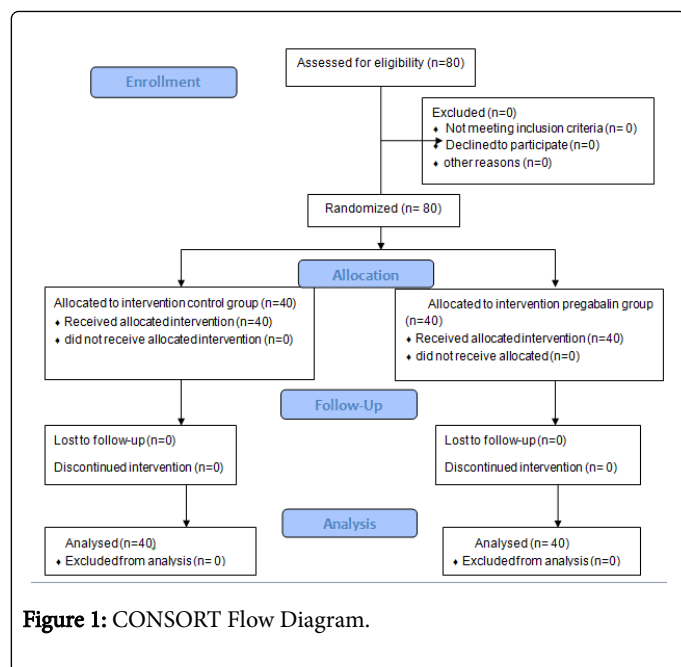 Assessed for eligibility (n=80)
Enrollment
Excluded (n=0)
♦ Not meeting inclusion criteria (n= 0)
♦ Declined to participate (n=0)
♦ other reasons (n=0)
Randomized (n= 80)
Allocation
Allocated to intervention control group (n=40)
♦ Received allocated intervention (n=40)
♦ did not receive allocated intervention (n=0)
Allocated to intervention pregabalin group
(n=40)
♦ Received allocated intervention (n=40)
♦ did not receive allocated (n=0)
Follow-Up
Lost to follow-up (n=0)
Discontinued intervention (n=0)
Lost to follow-up (n=0)
Discontinued intervention (n= 0)
Analysis
Analysed (n=40)
♦ Excluded from analysis (n= 0)
Analysed (n= 40)
♦ Excluded from analysis (n=0)
Figure 1: CONSORT Flow Diagram.